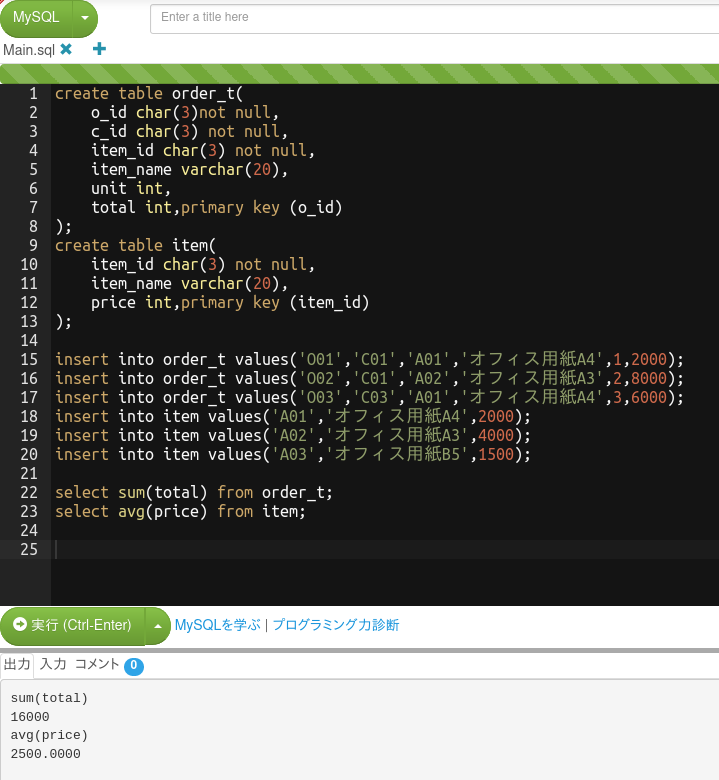 MySQL
Enter a title here
Main.sql
1 create table order_t(
2     o_id char(3)not null,
3     c_id char(3) not null,
4     item_id char(3) not null,
5     item_name varchar(20),
6     unit int,
7     total int,primary key (o_id)
8 );
9 create table item(
10     item_id char(3) not null,
11     item_name varchar(20),
12     price int,primary key (item_id)
13 );
14
15 insert into order_t values('O01','C01','A01','オフィス用紙A4',1,2000);
16 insert into order_t values('O02','C01','A02','オフィス用紙A3',2,8000);
17 insert into order_t values('O03','C03','A01','オフィス用紙A4',3,6000);
18 insert into item values('A01','オフィス用紙A4',2000);
19 insert into item values('A02','オフィス用紙A3',4000);
20 insert into item values('A03','オフィス用紙B5',1500);
21
22 select sum(total) from order_t;
23 select avg(price) from item;
24
25
実行 (Ctrl-Enter) MySQLを学ぶ | プログラミング力診断
出力 入力 コメント 0
sum(total)
16000
avg(price)
2500.0000